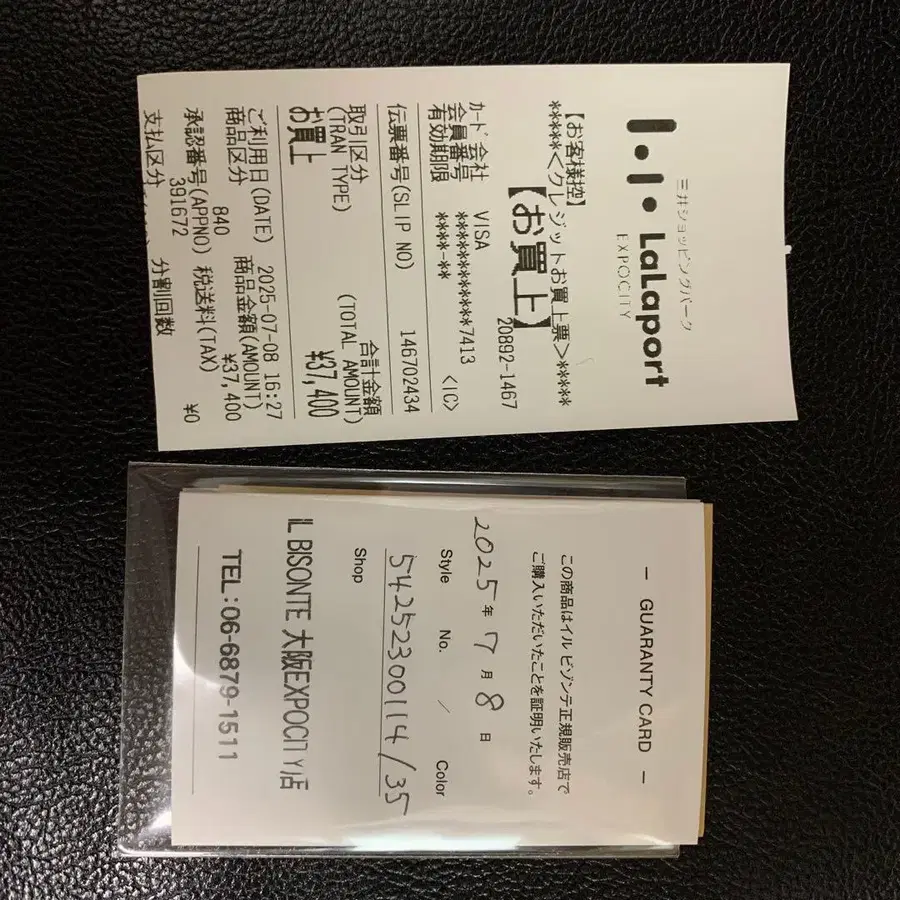 三井ショッピングパーク
LaLaport
EXPOCITY
20892-1467
****<クレジットお買上票>*****
【お客様控】
【お買上】
カード会社 VISA
会員番号 ************7413 <IC>
有効期限 ****-**
伝票番号(SLIP NO) 146702434
合計金額
取引区分 (TOTAL AMOUNT)
(TRAN TYPE) ¥37,400
お買上
ご利用日(DATE) 2025-07-08 16:27
商品区分 商品金額(AMOUNT)
840 ¥37,400
承認番号(APPNO) 税送料(TAX)
391672 ¥0
支払区分 分割回数
— GUARANTY CARD —
この商品はイル ビゾンテ正規販売店で
ご購入いただいたことを証明いたします。
2025年 7月 8日
Style No. / Color
54252300114/35
Shop
IL BISONTE 大阪EXPOCITY店
TEL:06-6879-1511